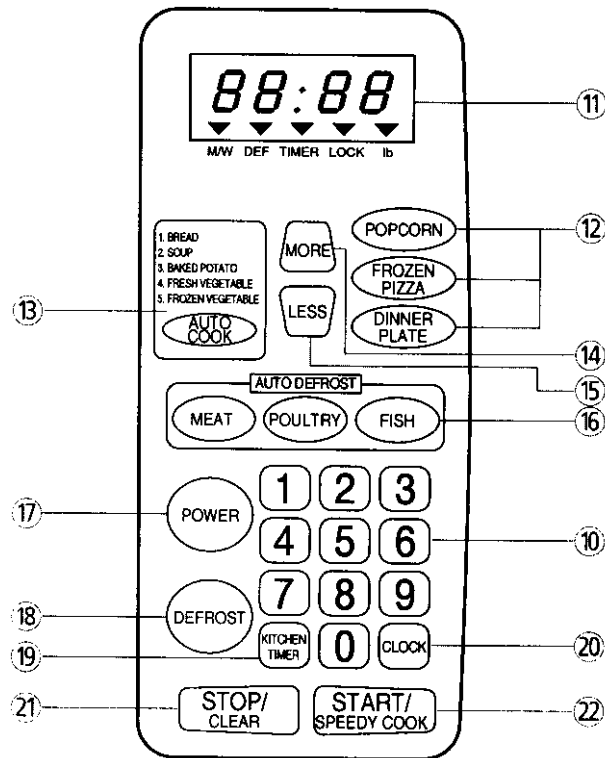 88:88
M/W DEF TIMER LOCK lb
11
1. BREAD
2. SOUP
3. BAKED POTATO
4. FRESH VEGETABLE
5. FROZEN VEGETABLE
AUTO
COOK
13
MORE
LESS
POPCORN
FROZEN
PIZZA
DINNER
PLATE
12
14
15
AUTO DEFROST
MEAT POULTRY FISH
16
17
POWER
1 2 3
4 5 6
10
18
DEFROST
7 8 9
19
KITCHEN
TIMER
0
CLOCK
20
21
STOP/
CLEAR
START/
SPEEDY COOK
22